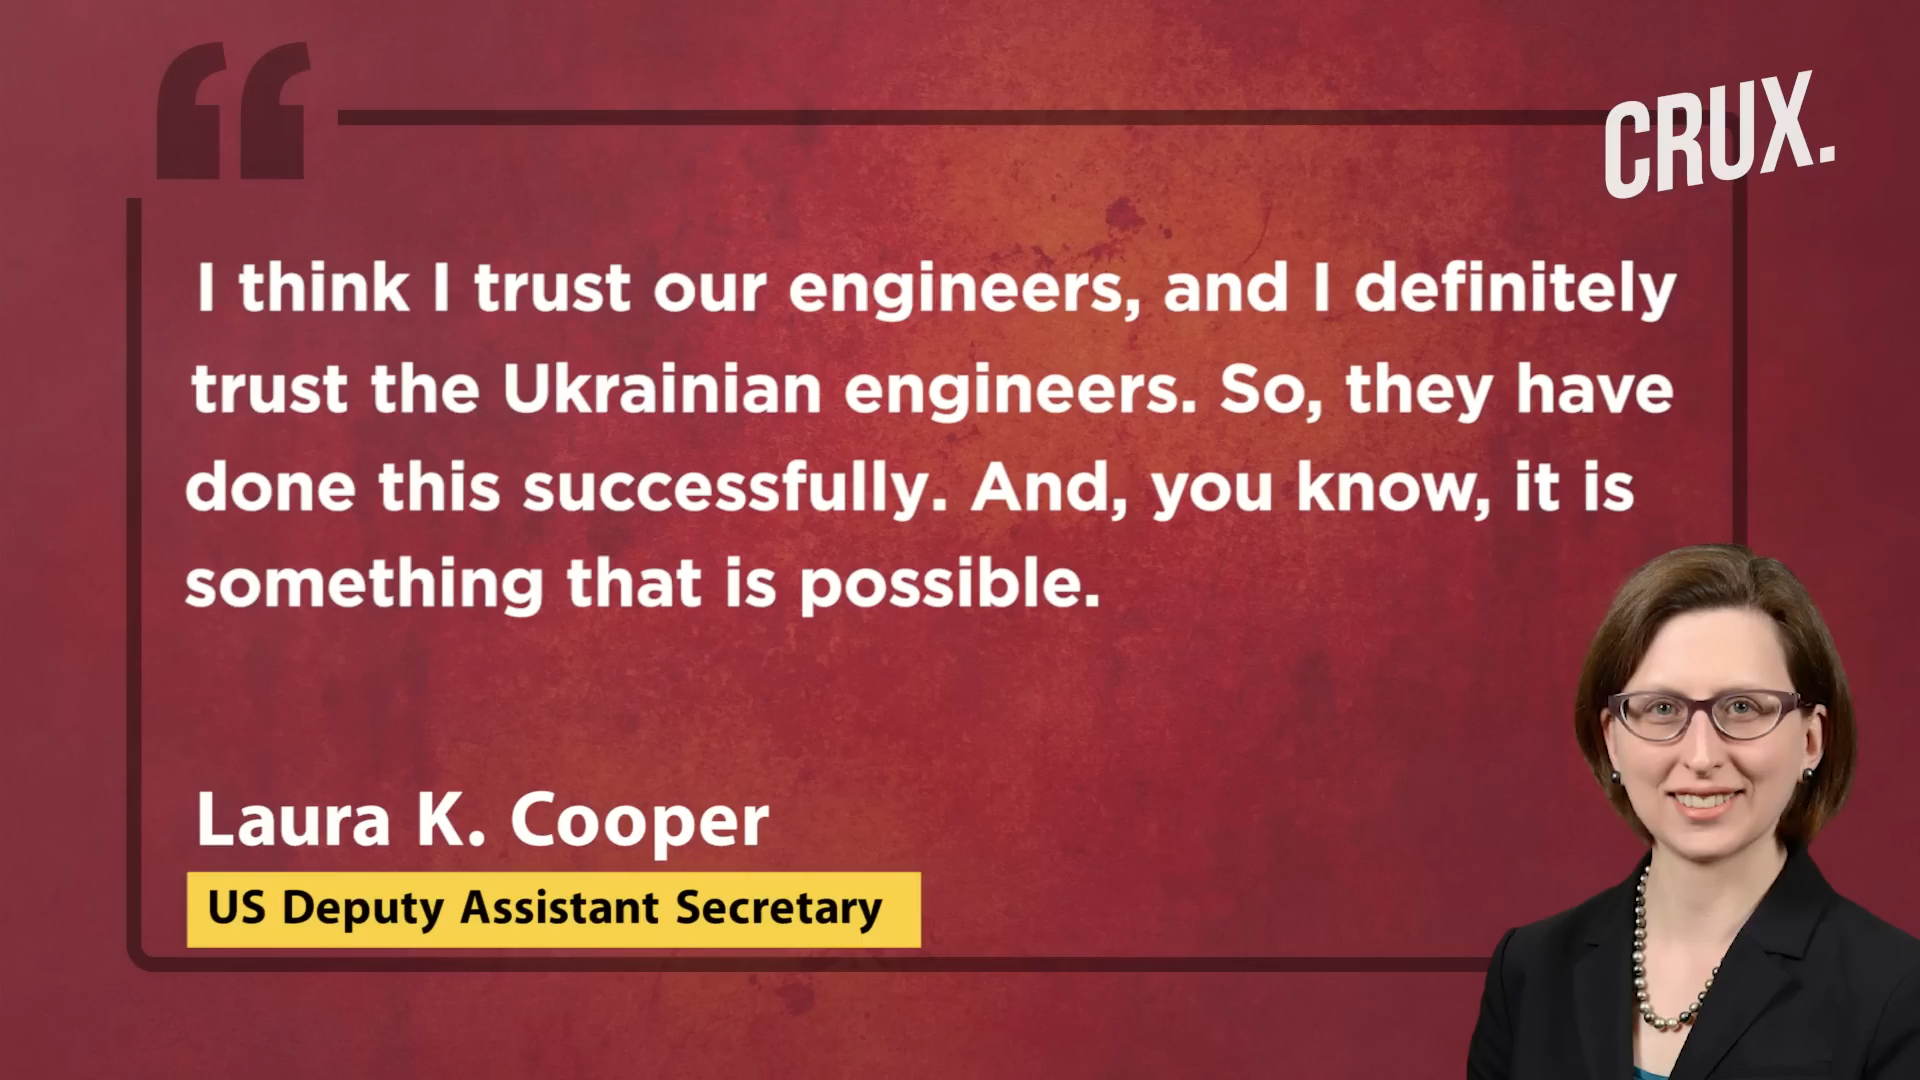 CRUX.
I think I trust our engineers, and I definitely
trust the Ukrainian engineers. So, they have
done this successfully. And, you know, it is
something that is possible.
Laura K. Cooper
US Deputy Assistant Secretary